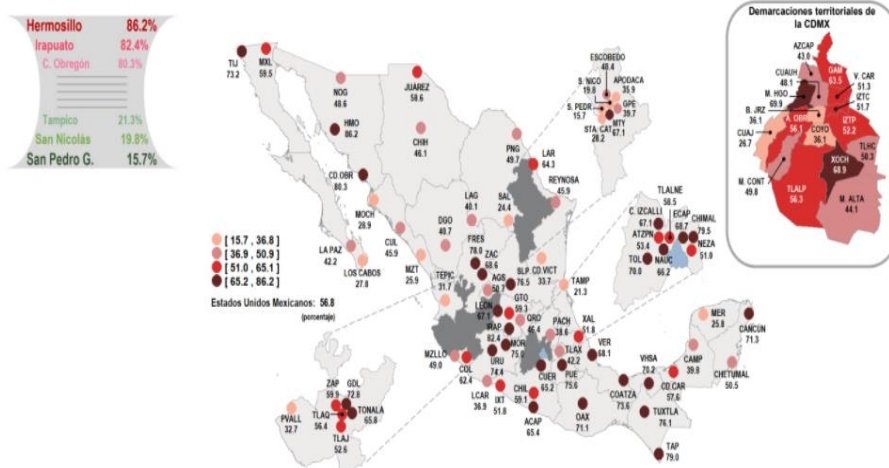 Hermosillo 86.2%
Irapuato 82.4%
C. Obregón 80.3%
Tampico 21.3%
San Nicolás 19.8%
San Pedro G. 15.7%
TIJ
73.2
MXL
59.5
NOG
48.6
JUÁREZ
58.6
HMO
86.2
CHIH
46.1
CD.OBR
80.3
MOCH
28.9
LA PAZ
42.2
LOS CABOS
27.8
CUL
45.9
DGO
40.7
LAG
40.1
SAL
24.4
PNG
49.7
LAR
64.3
REYNOSA
45.9
ESCOBEDO
48.4
S. NICO
19.8
APODACA
35.9
S. PEDR
15.7
GPE
39.7
STA. CAT
28.2
MTY
67.1
MZT
25.9
FRES
78.0
ZAC
68.6
AGS
50.7
SLP
76.5
CD.VICT
33.7
TAMP
21.3
TEPIC
31.7
LEÓN
67.1
GTO
59.3
IRAP
82.4
QRO
46.4
MOR
75.0
URU
74.4
PACH
38.6
TLAX
42.2
XAL
51.8
VER
68.1
CUER
65.2
PUE
75.6
MZLLO
49.0
COL
62.4
LCAR
36.9
IXT
51.8
CHIL
59.1
ACAP
65.4
OAX
71.1
COATZA
73.6
VHSA
70.2
CD.CAR
57.6
TUXTLA
76.1
TAP
79.0
CAMP
39.8
MER
25.8
CANCÚN
71.3
CHETUMAL
50.5
TLALNE
58.5
C. IZCALLI
67.1
ECAP
68.7
CHIMAL
79.5
ATZPN
53.4
NEZA
51.0
TOL
70.0
NAUC
66.2
ZAP
59.9
GDL
72.8
TONALÁ
65.8
PVALL
32.7
TLAQ
56.4
TLAJ
52.6
[ 15.7 , 36.8]
[ 36.9 , 50.9 ]
[ 51.0 , 65.1 ]
[ 65.2 , 86.2 ]
Estados Unidos Mexicanos: 56.8
(porcentaje)
Demarcaciones territoriales de
la CDMX
AZCAP
43.0
CUAUH
48.1
GAM
63.5
V. CAR
51.3
M. HGO
69.9
IZTC
51.7
B. JRZ
36.1
A. OBR
56.1
IZTP
52.2
COYO
36.1
CUAJ
26.7
TLHC
50.3
XOCH
68.9
M. CONT
49.8
TLALP
56.3
M. ALTA
44.1